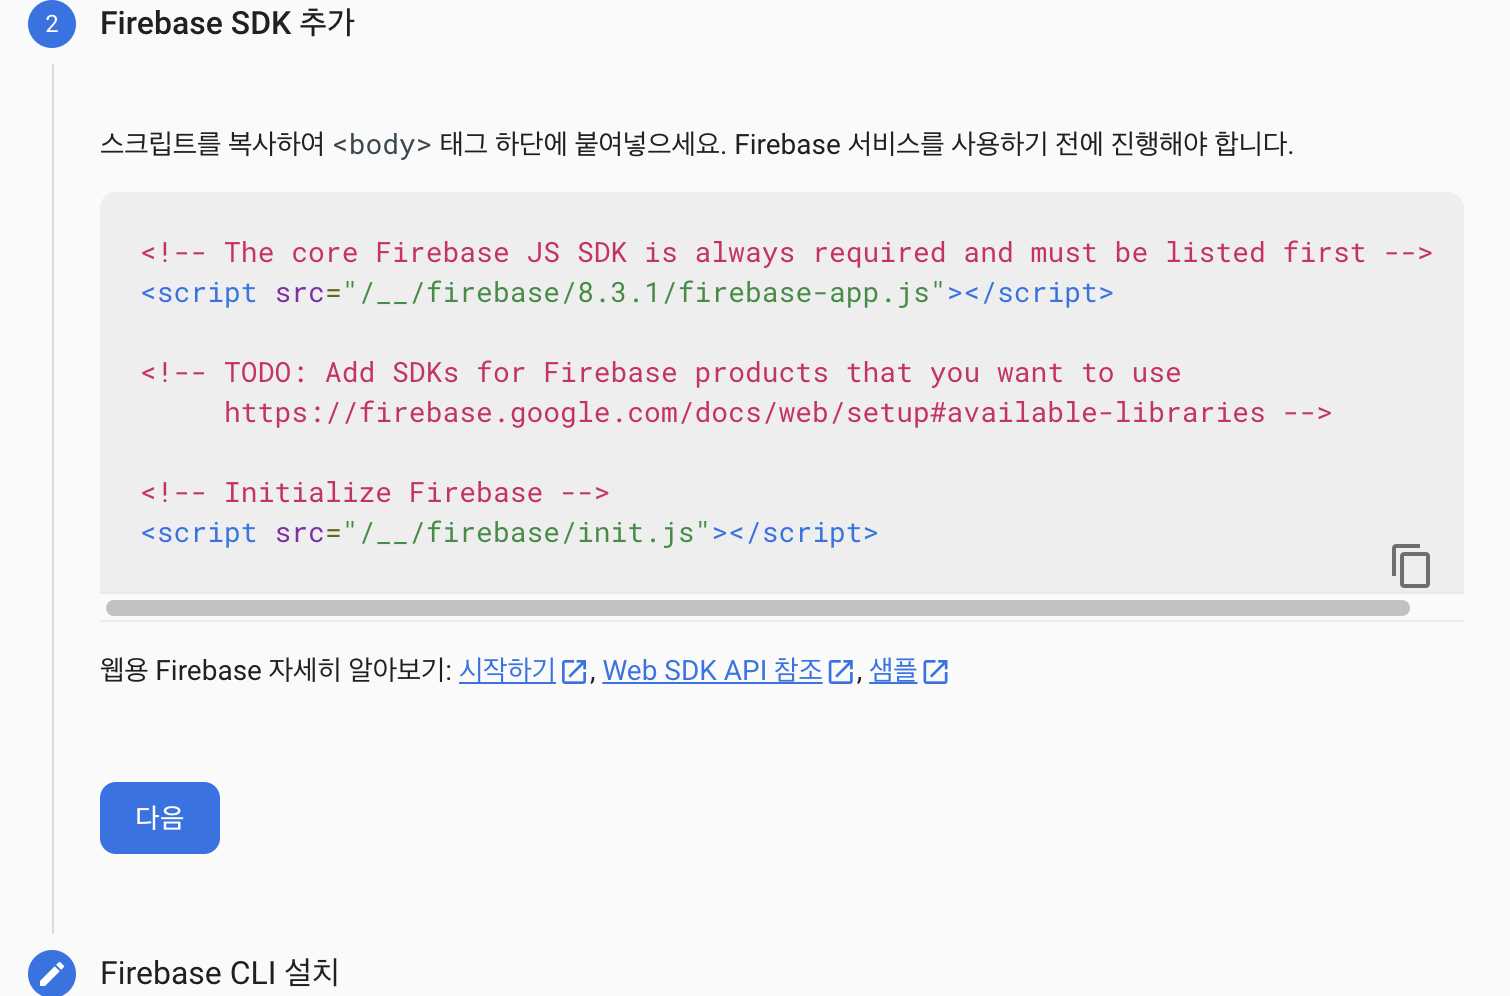 2 Firebase SDK 추가
스크립트를 복사하여 <body> 태그 하단에 붙여넣으세요. Firebase 서비스를 사용하기 전에 진행해야 합니다.
<!-- The core Firebase JS SDK is always required and must be listed first -->
<script src="/__/firebase/8.3.1/firebase-app.js"></script>
<!-- TODO: Add SDKs for Firebase products that you want to use
https://firebase.google.com/docs/web/setup#available-libraries -->
<!-- Initialize Firebase -->
<script src="/__/firebase/init.js"></script>
웹용 Firebase 자세히 알아보기: 시작하기, Web SDK API 참조, 샘플
다음
Firebase CLI 설치